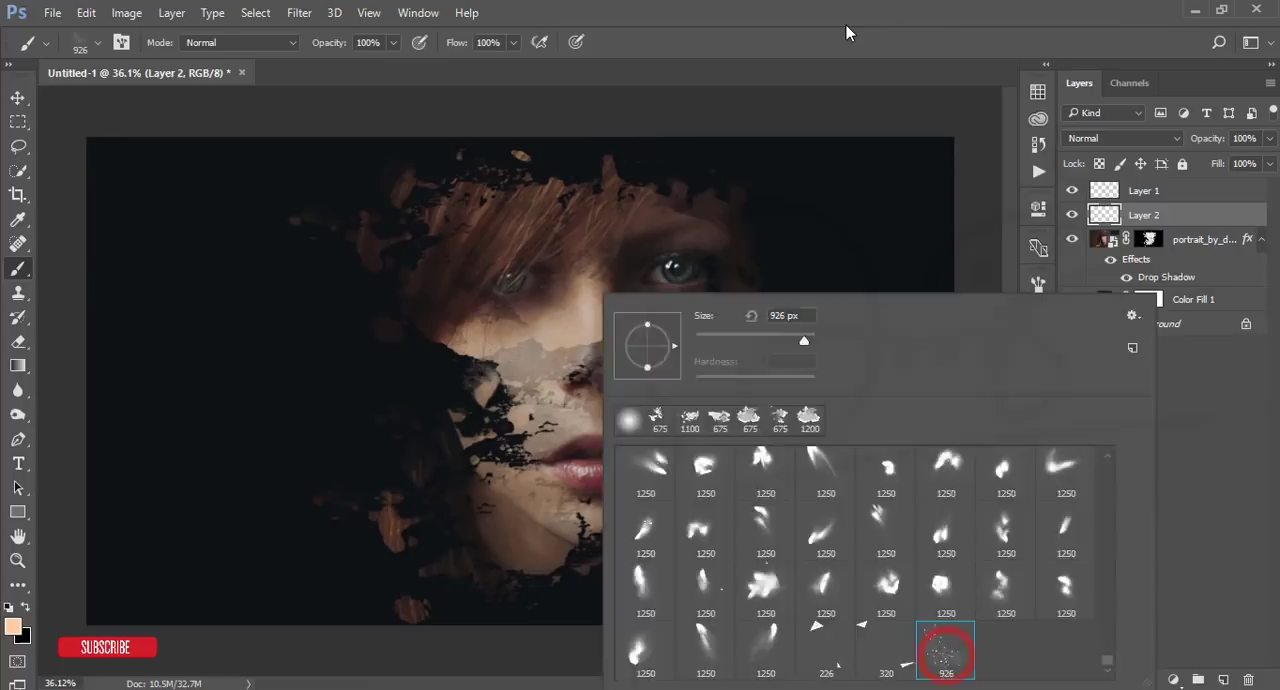 Ps File Edit Image Layer Type Select Filter 3D View Window Help
926 Mode: Normal Opacity: 100% Flow: 100%
Untitled-1 @ 36.1% (Layer 2, RGB/8) *
Layers Channels
Kind
Normal Opacity: 100%
Lock: Fill: 100%
Layer 1
Layer 2
portrait_by_d... fx
Effects
Drop Shadow
Color Fill 1
Size: 926 px
Hardness:
675 1100 675 675 675 1200
1250 1250 1250 1250 1250 1250 1250 1250
1250 1250 1250 1250 1250 1250 1250 1250
1250 1250 1250 1250 1250 1250 1250 1250
1250 1250 1250 226 320 926
SUBSCRIBE
36.12% Doc: 10.5M/32.7M